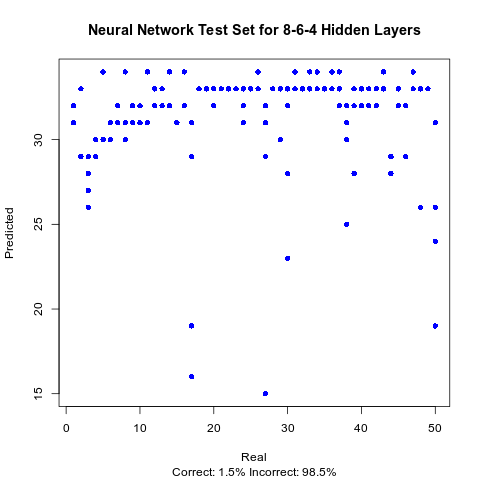 Neural Network Test Set for 8-6-4 Hidden Layers
Predicted
30
25
20
15
0 10 20 30 40 50
Real
Correct: 1.5% Incorrect: 98.5%